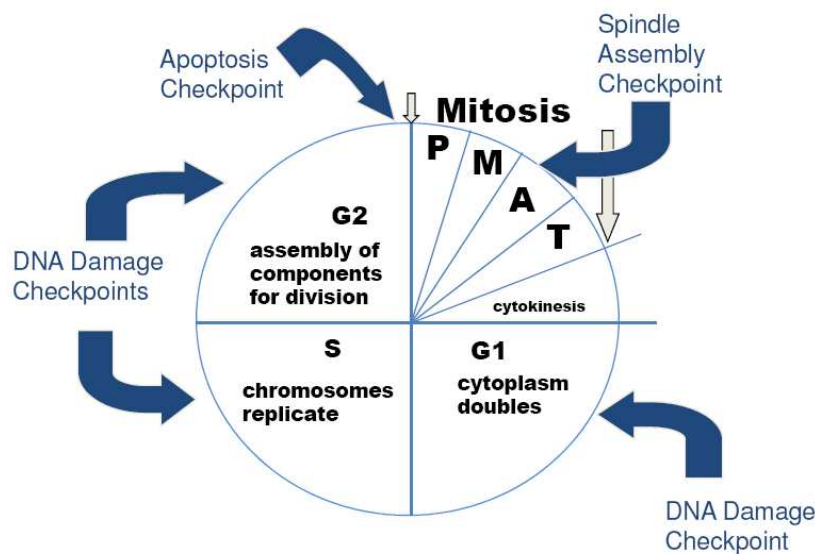 Apoptosis
Checkpoint
Spindle
Assembly
Checkpoint
Mitosis
P
M
A
T
G2
assembly of
components
for division
DNA Damage
Checkpoints
cytokinesis
S
chromosomes
replicate
G1
cytoplasm
doubles
DNA Damage
Checkpoint